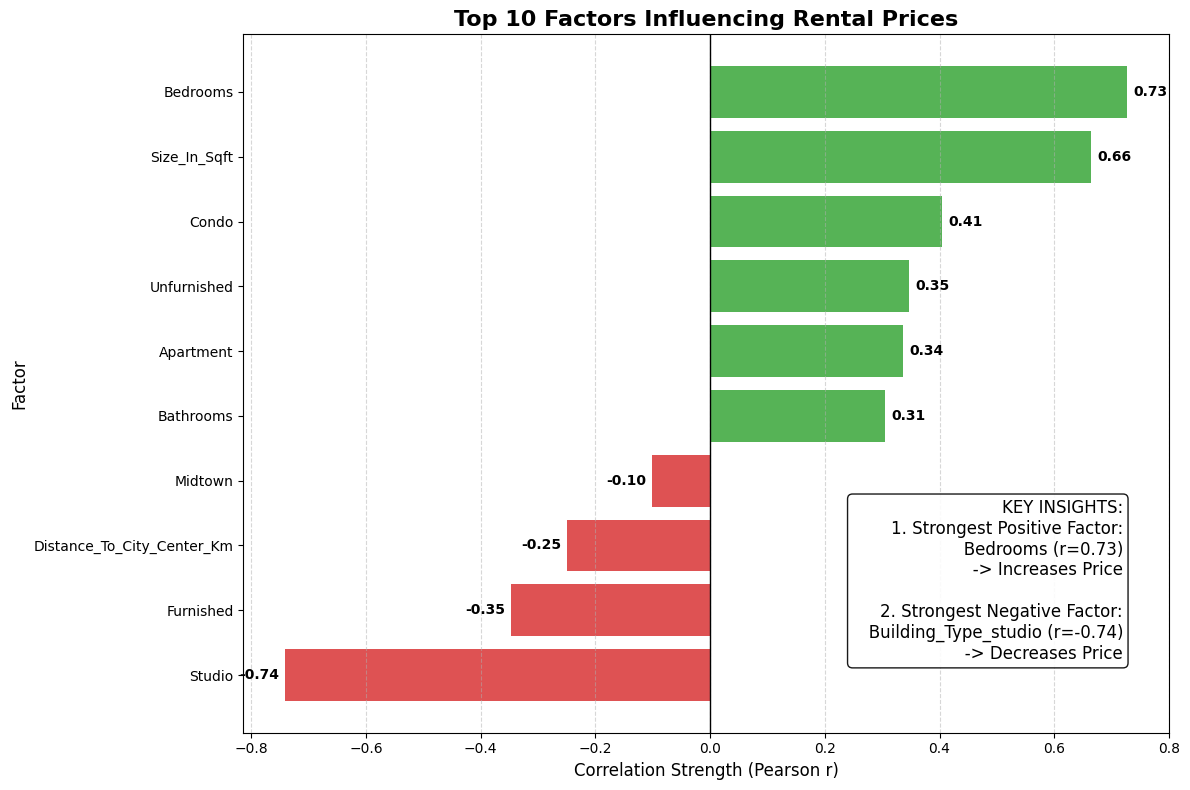 Top 10 Factors Influencing Rental Prices
Factor
Bedrooms
0.73
Size_In_Sqft
0.66
Condo
0.41
Unfurnished
0.35
Apartment
0.34
Bathrooms
0.31
Midtown
-0.10
Distance_To_City_Center_Km
-0.25
Furnished
-0.35
Studio
-0.74
KEY INSIGHTS:
1. Strongest Positive Factor:
Bedrooms (r=0.73)
-> Increases Price
2. Strongest Negative Factor:
Building_Type_studio (r=-0.74)
-> Decreases Price
−0.8 −0.6 −0.4 −0.2 0.0 0.2 0.4 0.6 0.8
Correlation Strength (Pearson r)